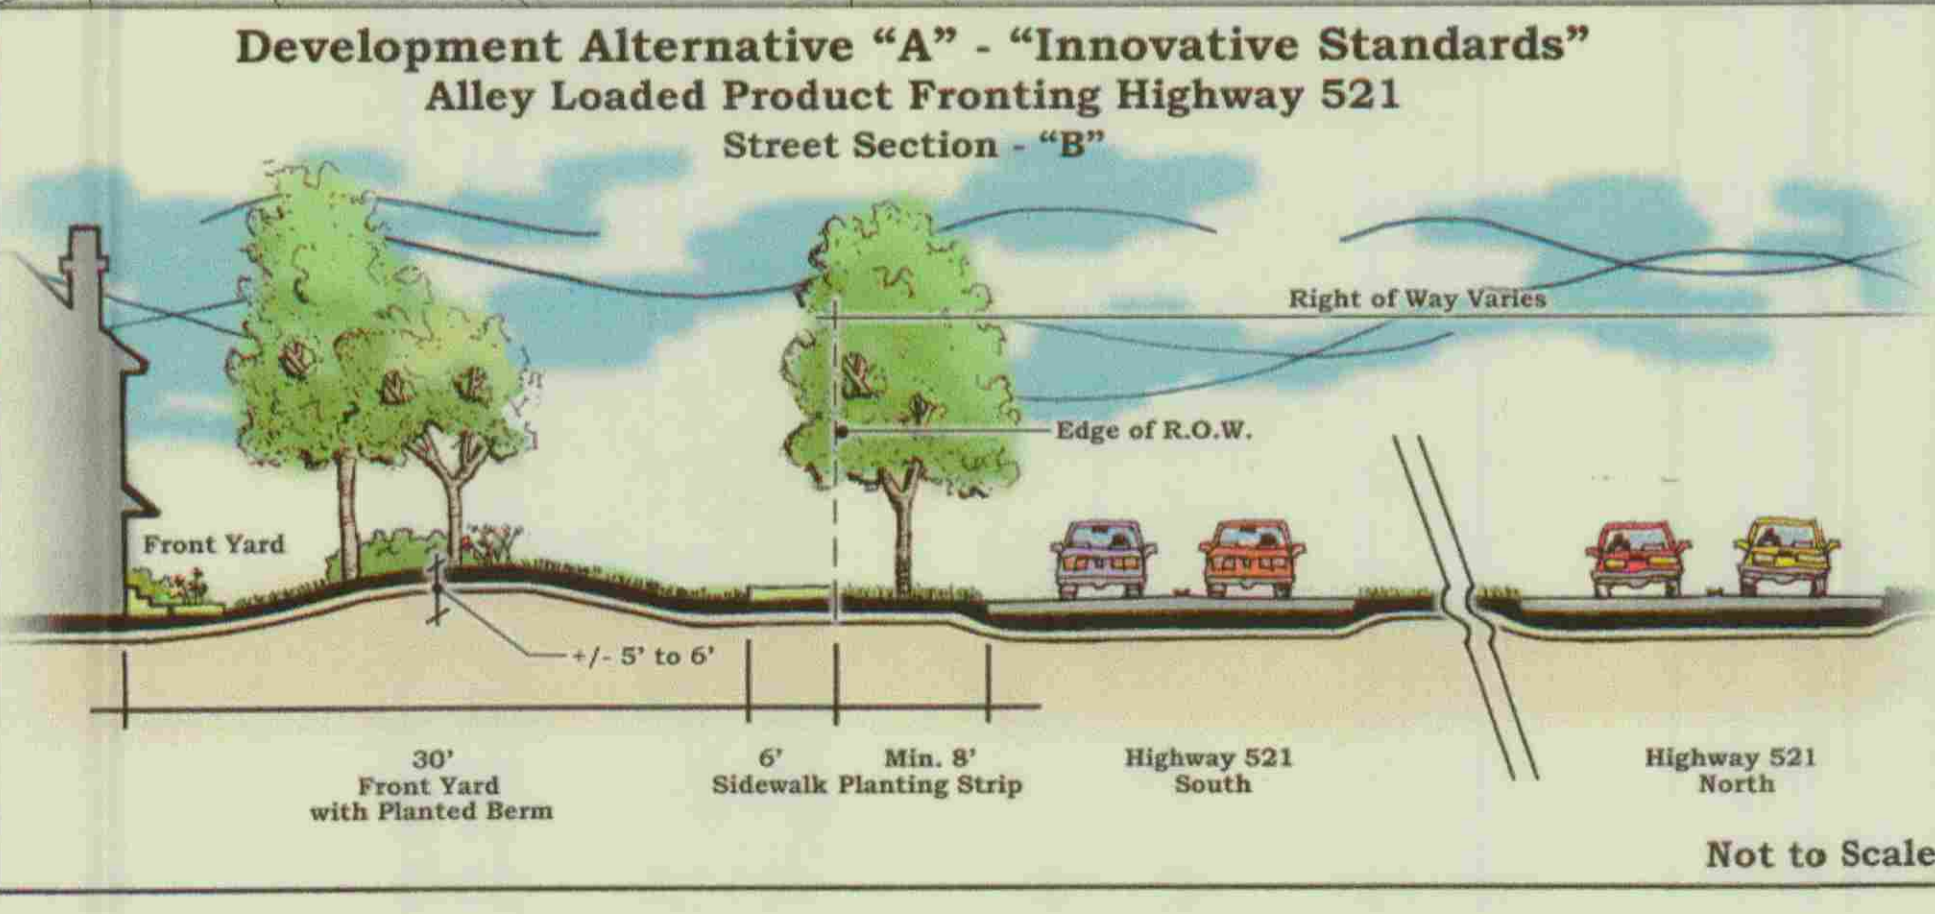 Development Alternative “A” - “Innovative Standards”
Alley Loaded Product Fronting Highway 521
Street Section - “B”
Right of Way Varies
Edge of R.O.W.
Front Yard
+/- 5’ to 6’
30’
Front Yard
with Planted Berm
6’
Sidewalk
Min. 8’
Planting Strip
Highway 521
South
Highway 521
North
Not to Scale